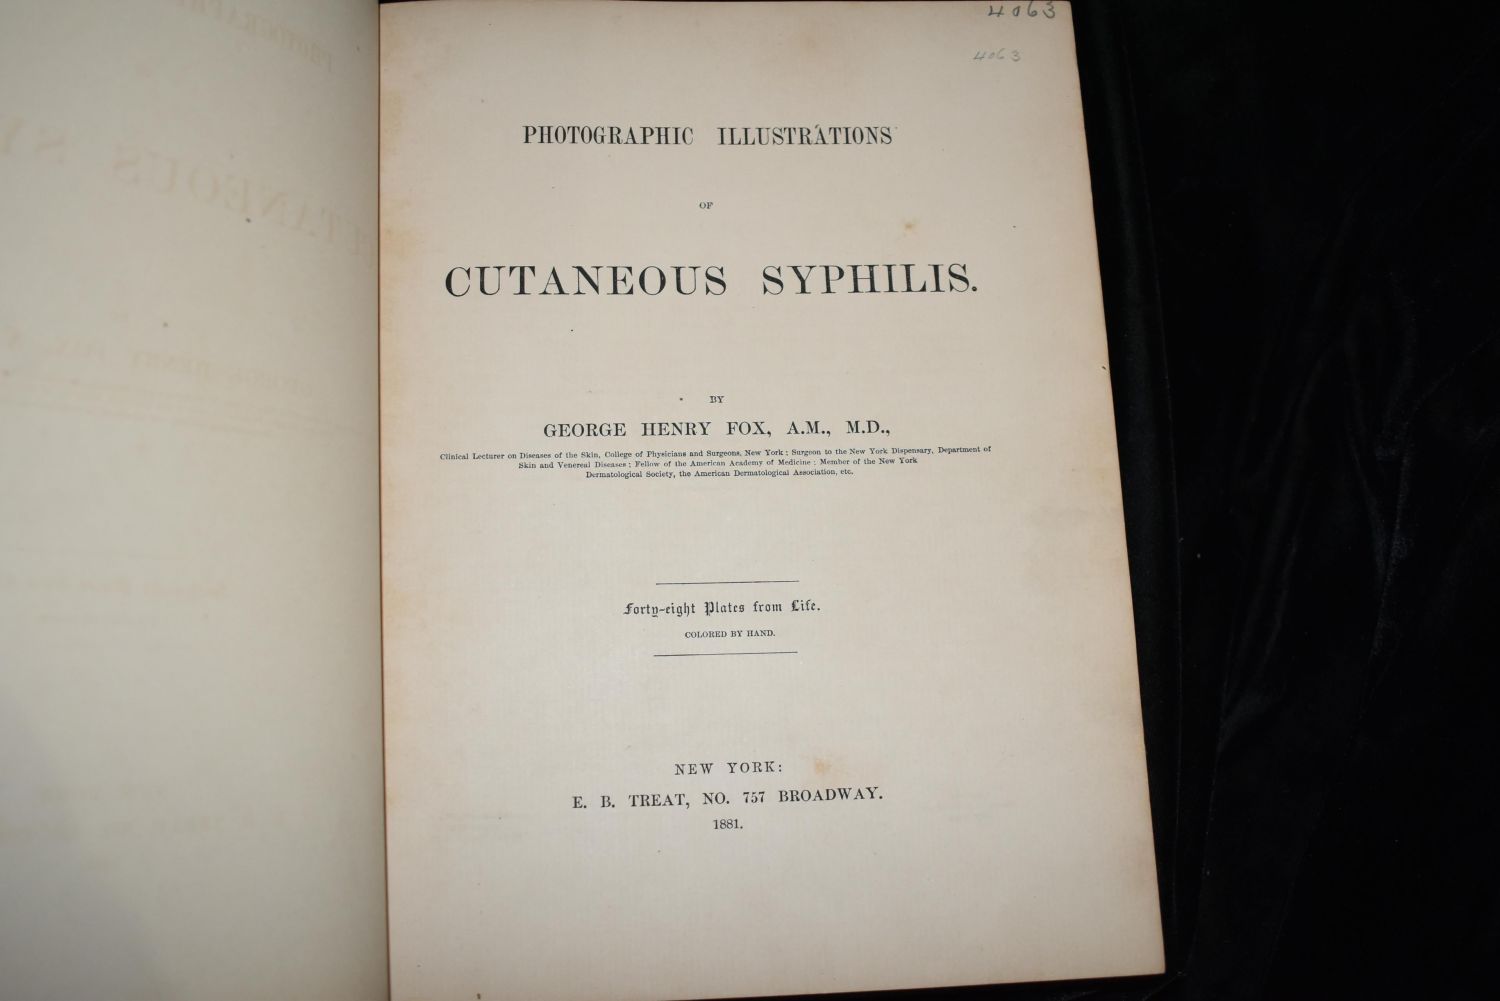 4063
4063
PHOTOGRAPHIC ILLUSTRATIONS
OF
CUTANEOUS SYPHILIS.
BY
GEORGE HENRY FOX, A.M., M.D.,
Clinical Lecturer on Diseases of the Skin, College of Physicians and Surgeons, New York; Surgeon to the New York Dispensary, Department of
Skin and Venereal Diseases; Fellow of the American Academy of Medicine; Member of the New York
Dermatological Society, the American Dermatological Association, etc.
Forty-eight Plates from Life.
COLORED BY HAND.
NEW YORK:
E. B. TREAT, NO. 757 BROADWAY.
1881.